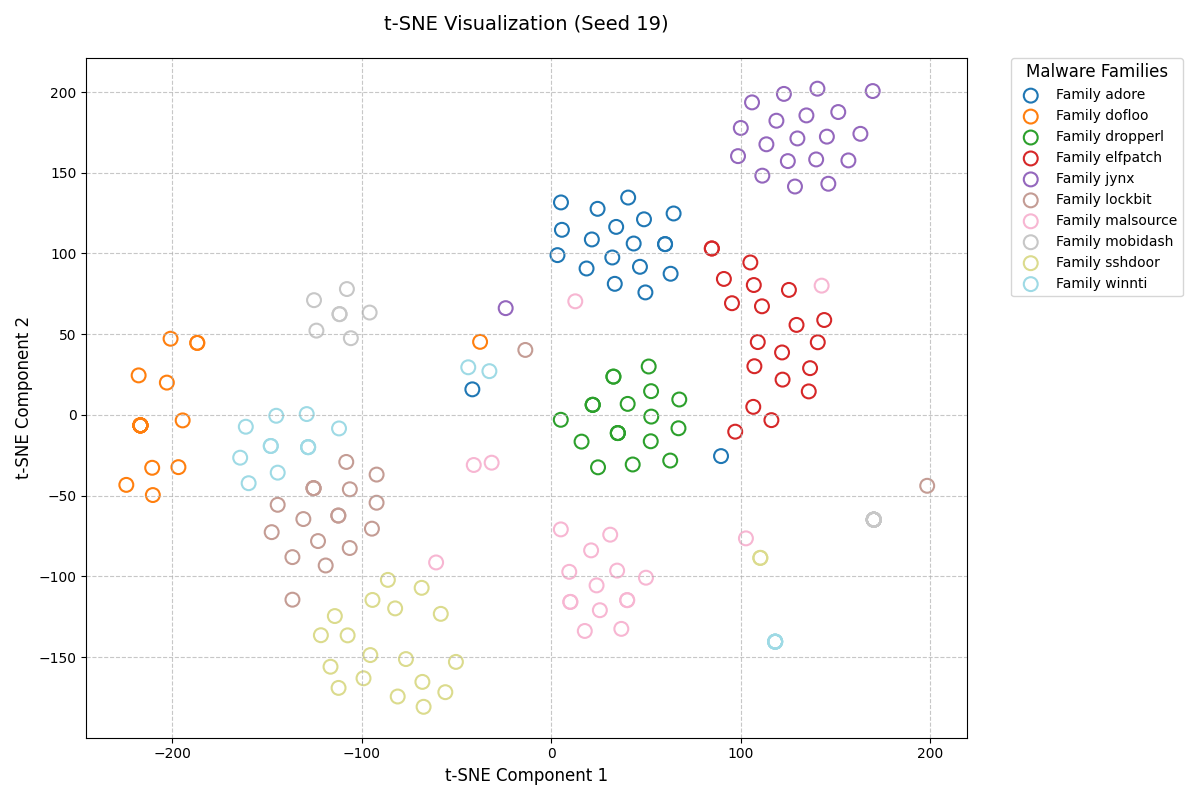 t-SNE Visualization (Seed 19)
Malware Families
Family adore
Family dofloo
Family dropperl
Family elfpatch
Family jynx
Family lockbit
Family malsource
Family mobidash
Family sshdoor
Family winnti
t-SNE Component 2
200
150
100
50
0
−50
−100
−150
−200
−100
0
100
200
t-SNE Component 1